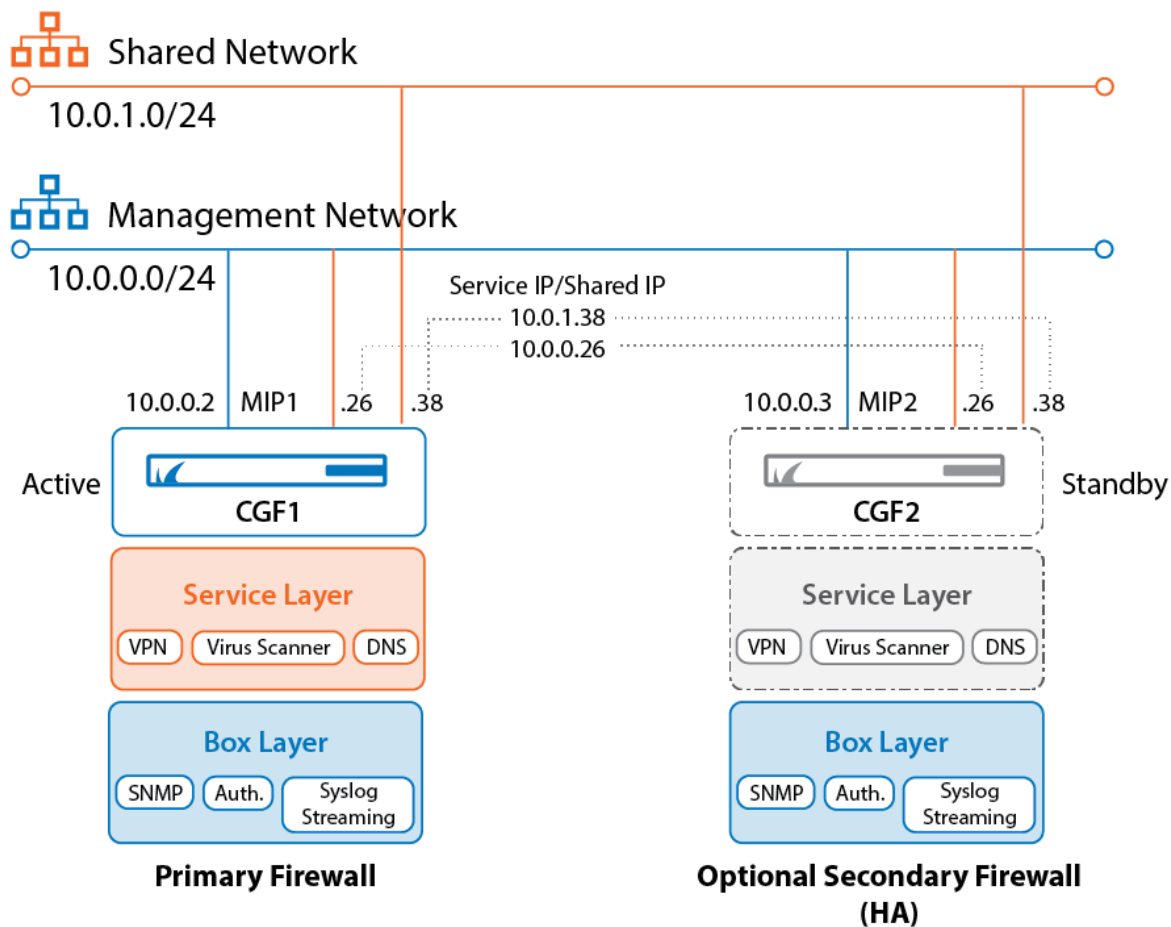 Shared Network
10.0.1.0/24
Management Network
10.0.0.0/24
Service IP/Shared IP
10.0.1.38
10.0.0.26
10.0.0.2 MIP1 .26 .38
10.0.0.3 MIP2 .26 .38
Active
CGF1
CGF2
Standby
Service Layer
VPN Virus Scanner DNS
Service Layer
VPN Virus Scanner DNS
Box Layer
SNMP Auth. Syslog
Streaming
Box Layer
SNMP Auth. Syslog
Streaming
Primary Firewall
Optional Secondary Firewall
(HA)